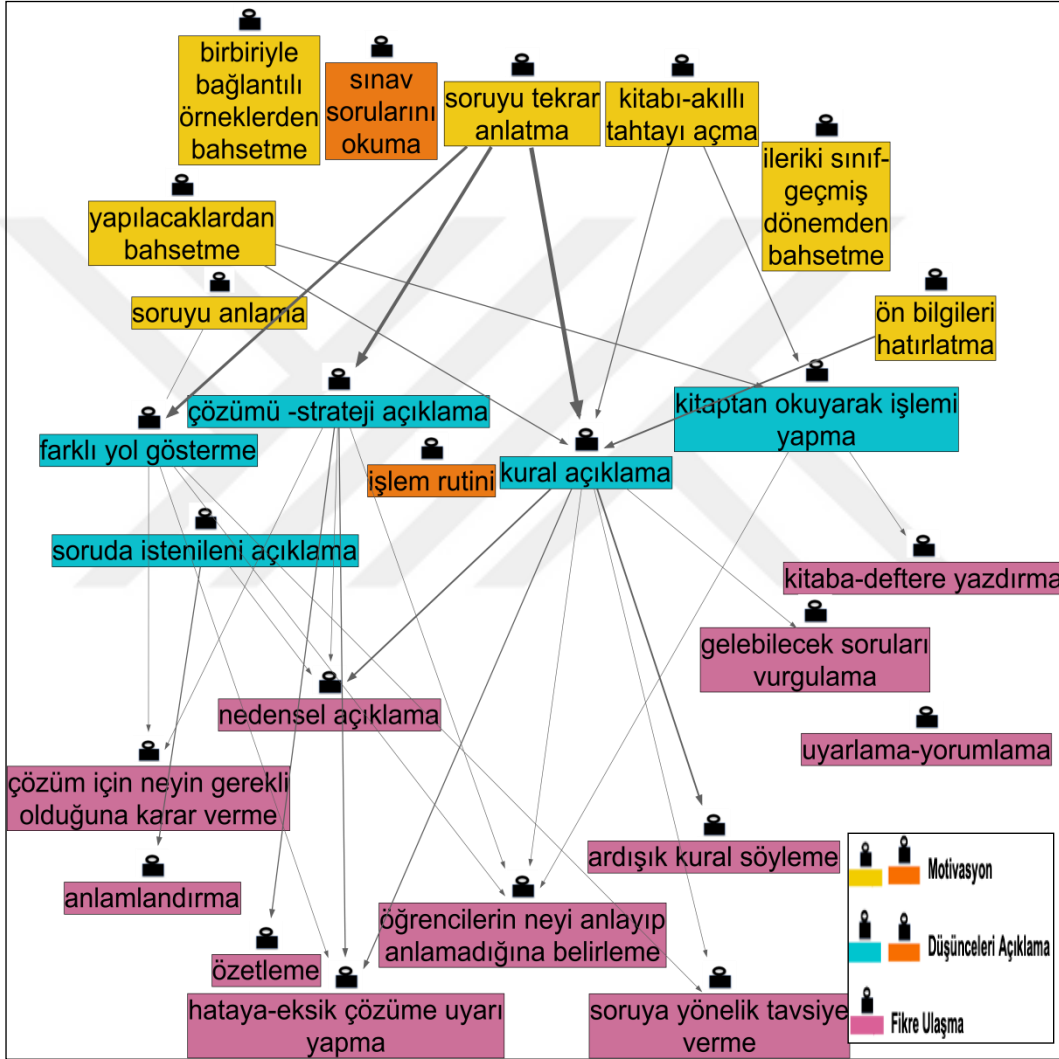 birbiriyle
bağlantılı
örneklerden
bahsetme
sınav
sorularını
okuma
soruyu tekrar
anlatma
kitabı-akıllı
tahtayı açma
ileriki sınıf-
geçmiş
dönemden
bahsetme
yapılacaklardan
bahsetme
soruyu anlama
ön bilgileri
hatırlatma
çözümü -strateji açıklama
kitaptan okuyarak işlemi
yapma
farklı yol gösterme
işlem rutini
kural açıklama
soruda istenileni açıklama
kitaba-deftere yazdırma
gelebilecek soruları
vurgulama
nedensel açıklama
uyarlama-yorumlama
çözüm için neyin gerekli
olduğuna karar verme
ardışık kural söyleme
anlamlandırma
öğrencilerin neyi anlayıp
anlamadığına belirleme
özetleme
hataya-eksik çözüme uyarı
yapma
soruya yönelik tavsiye
verme
Motivasyon
Düşünceleri Açıklama
Fikre Ulaşma